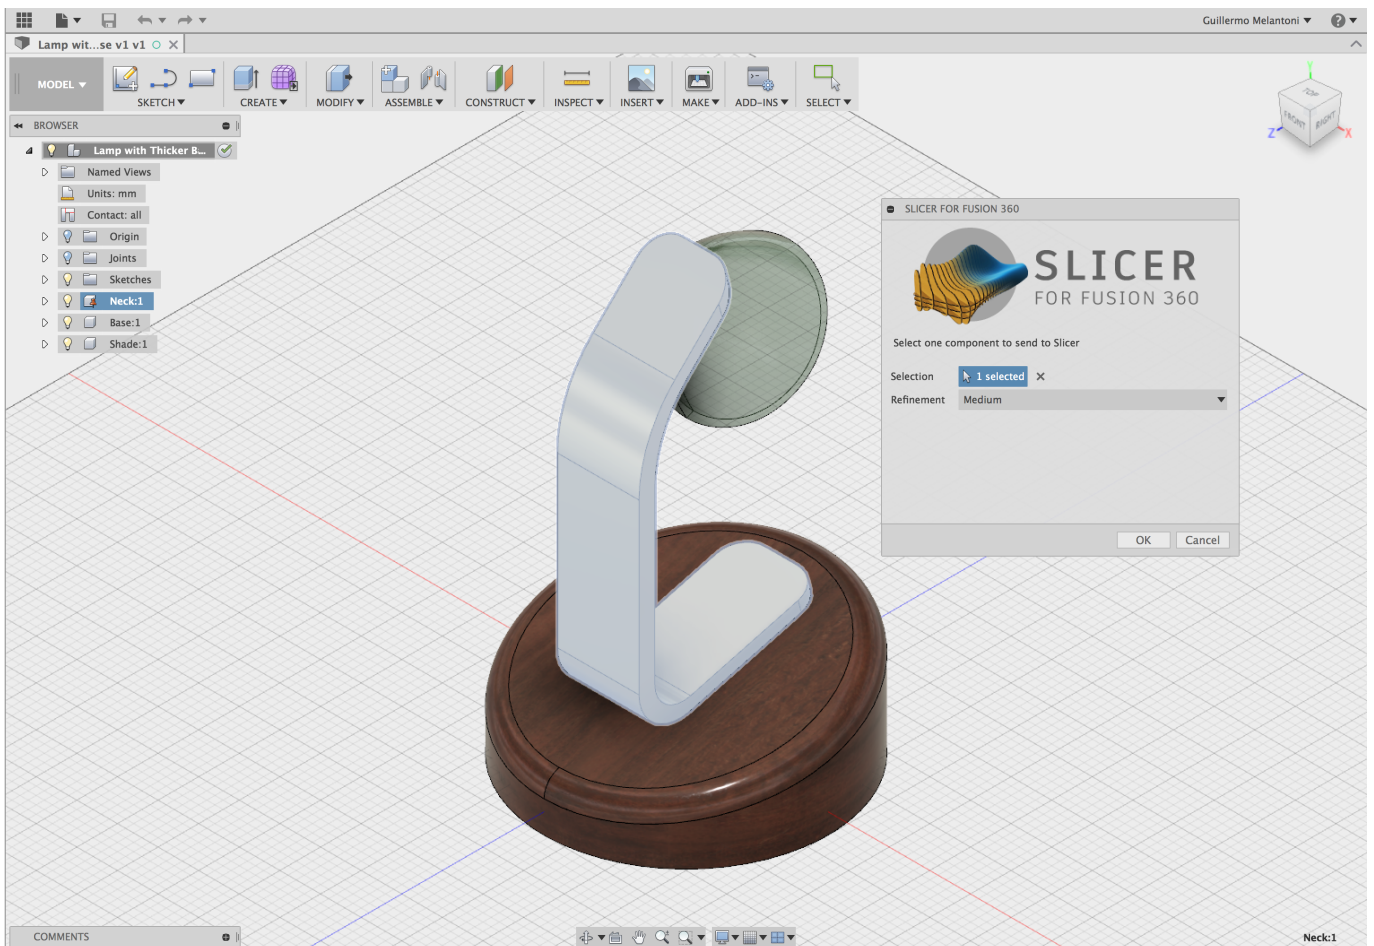 Guillermo Melantoni
?
Lamp wit...se v1 v1
MODEL
SKETCH
CREATE
MODIFY
ASSEMBLE
CONSTRUCT
INSPECT
INSERT
MAKE
ADD-INS
SELECT
Y
TOP
FRONT
RIGHT
Z
X
BROWSER
Lamp with Thicker B...
Named Views
Units: mm
Contact: all
Origin
Joints
Sketches
Neck:1
Base:1
Shade:1
SLICER FOR FUSION 360
SLICER
FOR FUSION 360
Select one component to send to Slicer
Selection 1 selected
Refinement Medium
OK Cancel
COMMENTS
Neck:1